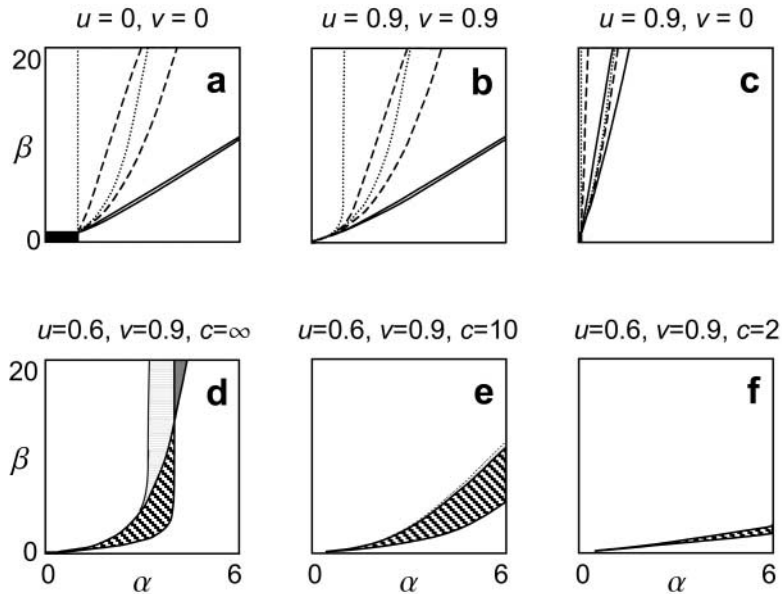 u = 0, v = 0
u = 0.9, v = 0.9
u = 0.9, v = 0
20
a
b
c
β
0
u=0.6, v=0.9, c=∞
u=0.6, v=0.9, c=10
u=0.6, v=0.9, c=2
20
d
e
f
β
0
0 α 6
0 α 6
0 α 6